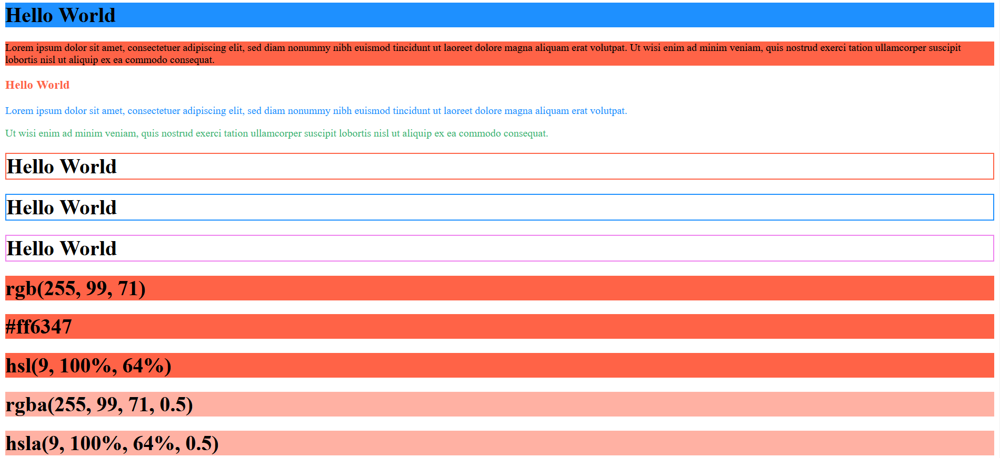 Hello World
Lorem ipsum dolor sit amet, consectetuer adipiscing elit, sed diam nonummy nibh euismod tincidunt ut laoreet dolore magna aliquam erat volutpat. Ut wisi enim ad minim veniam, quis nostrud exerci tation ullamcorper suscipit
lobortis nisl ut aliquip ex ea commodo consequat.
Hello World
Lorem ipsum dolor sit amet, consectetuer adipiscing elit, sed diam nonummy nibh euismod tincidunt ut laoreet dolore magna aliquam erat volutpat.
Ut wisi enim ad minim veniam, quis nostrud exerci tation ullamcorper suscipit lobortis nisl ut aliquip ex ea commodo consequat.
Hello World
Hello World
Hello World
rgb(255, 99, 71)
#ff6347
hsl(9, 100%, 64%)
rgba(255, 99, 71, 0.5)
hsla(9, 100%, 64%, 0.5)